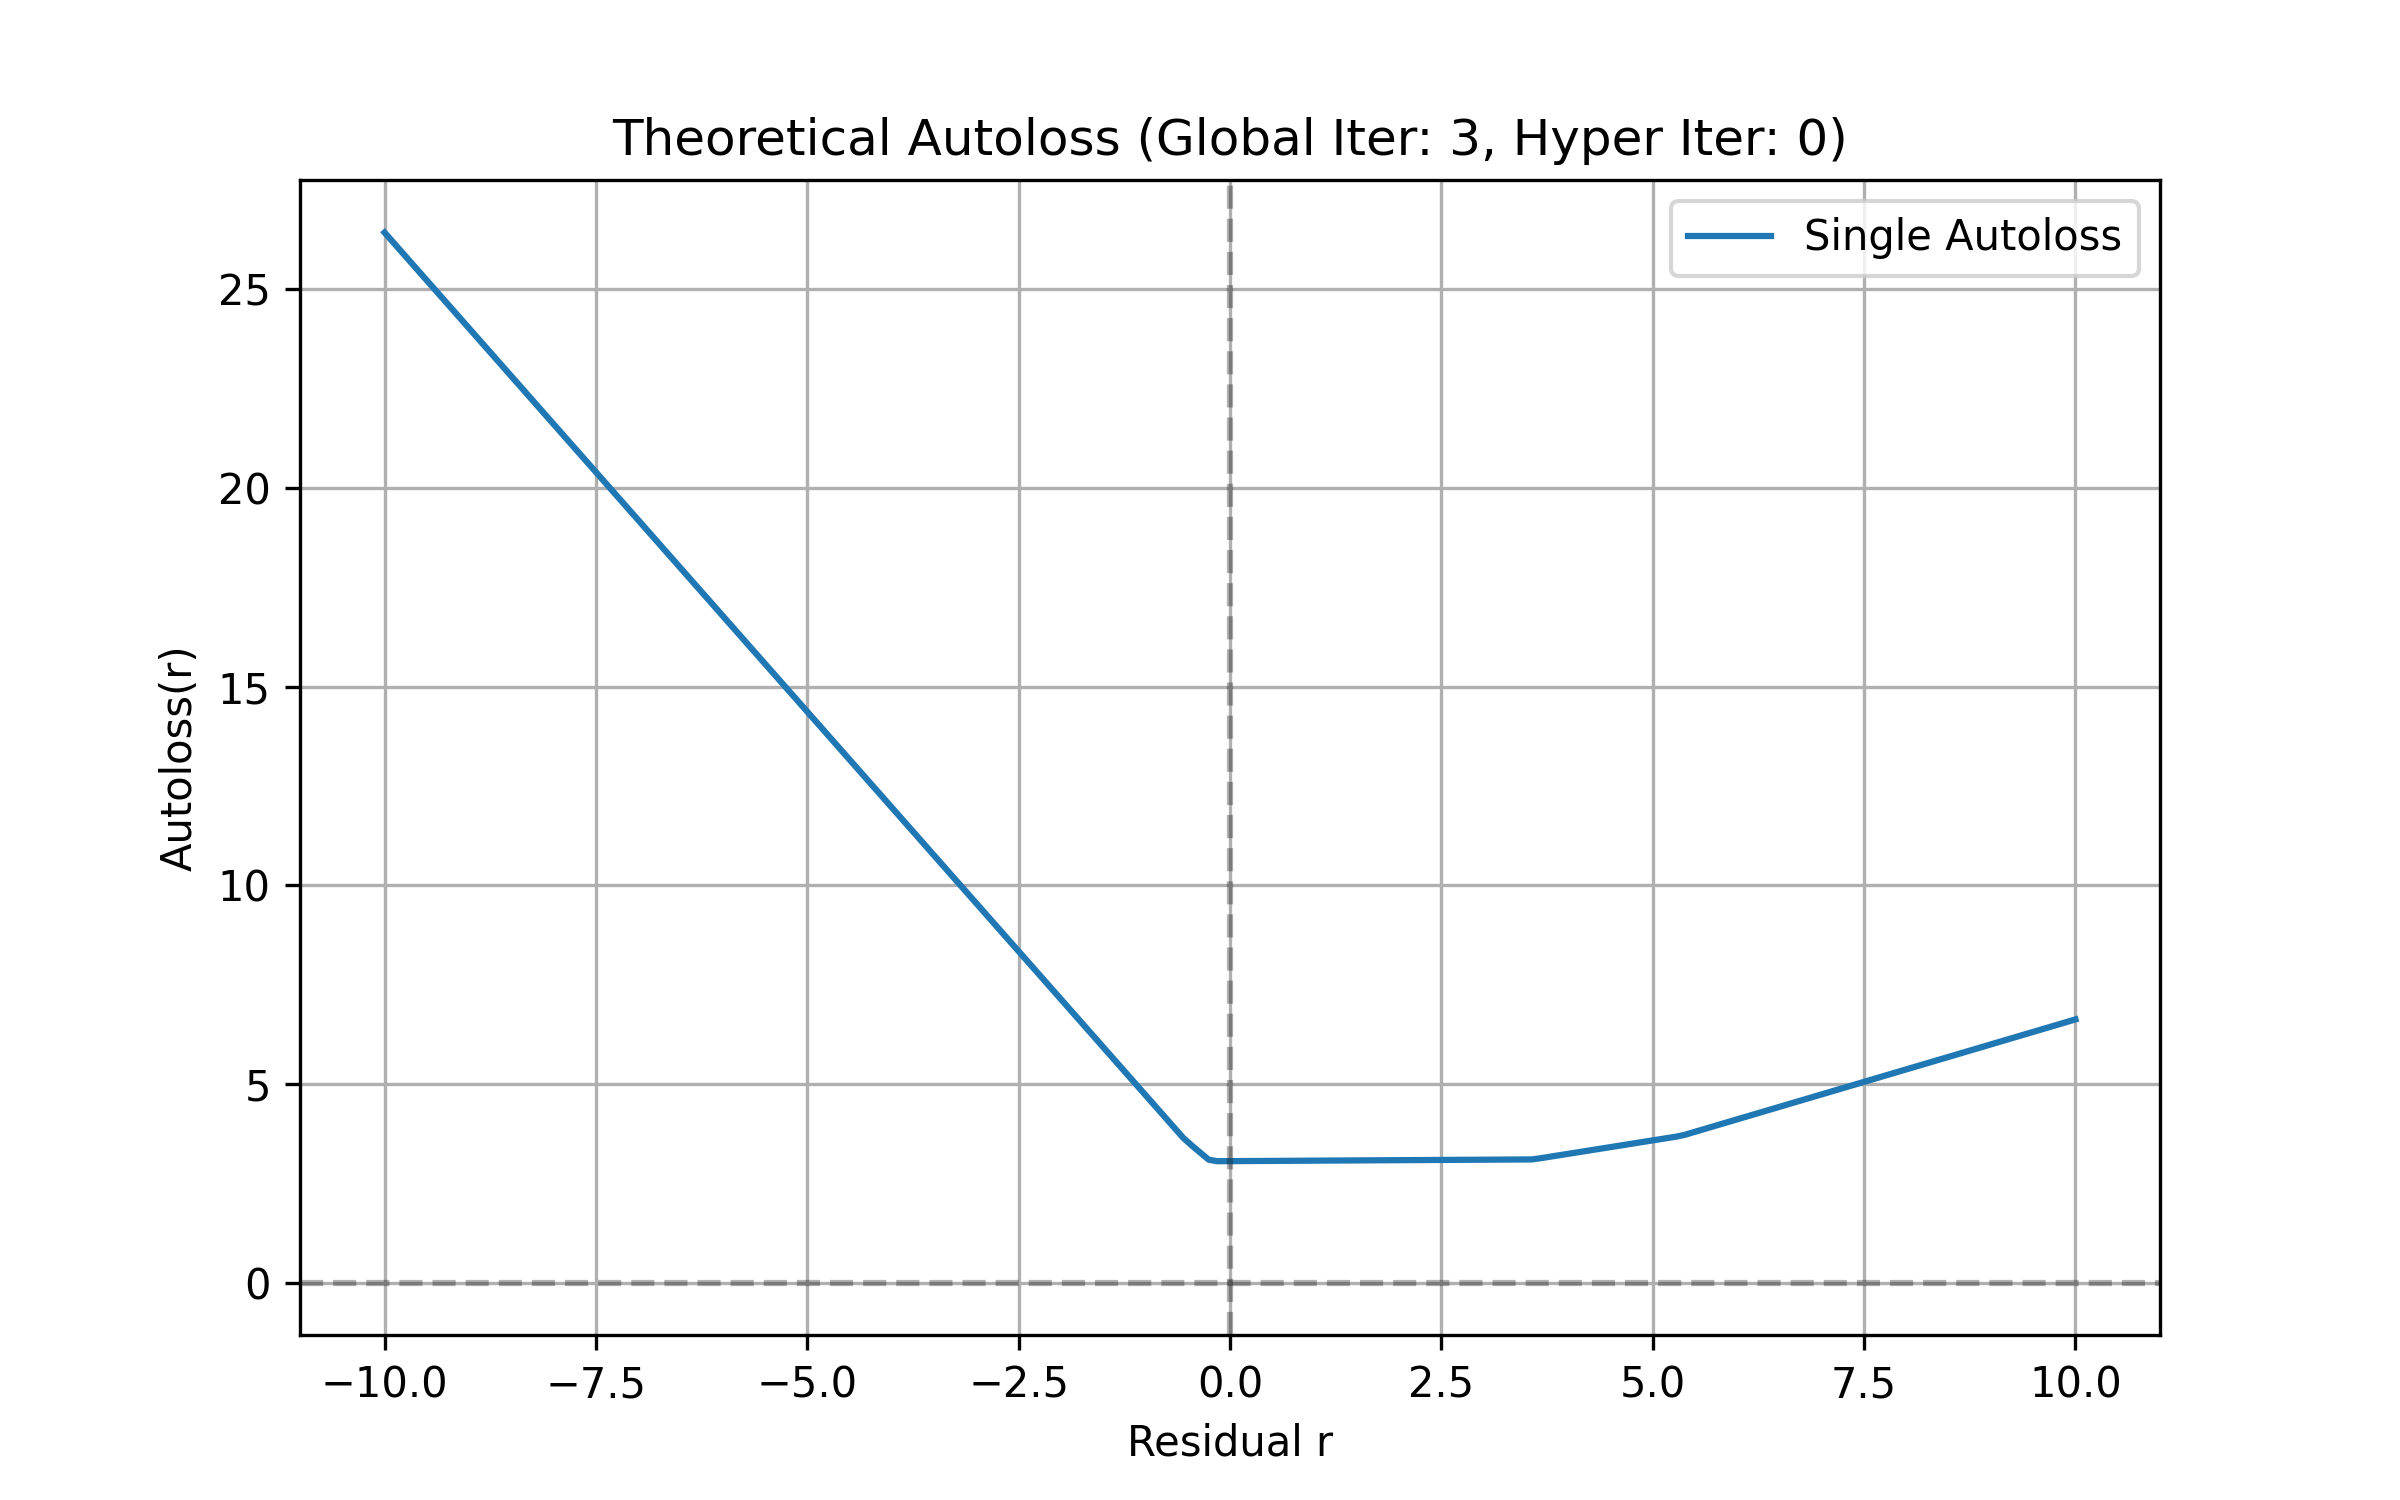 Theoretical Autoloss (Global Iter: 3, Hyper Iter: 0)
Single Autoloss
Autoloss(r)
25
20
15
10
5
0
−10.0 −7.5 −5.0 −2.5 0.0 2.5 5.0 7.5 10.0
Residual r